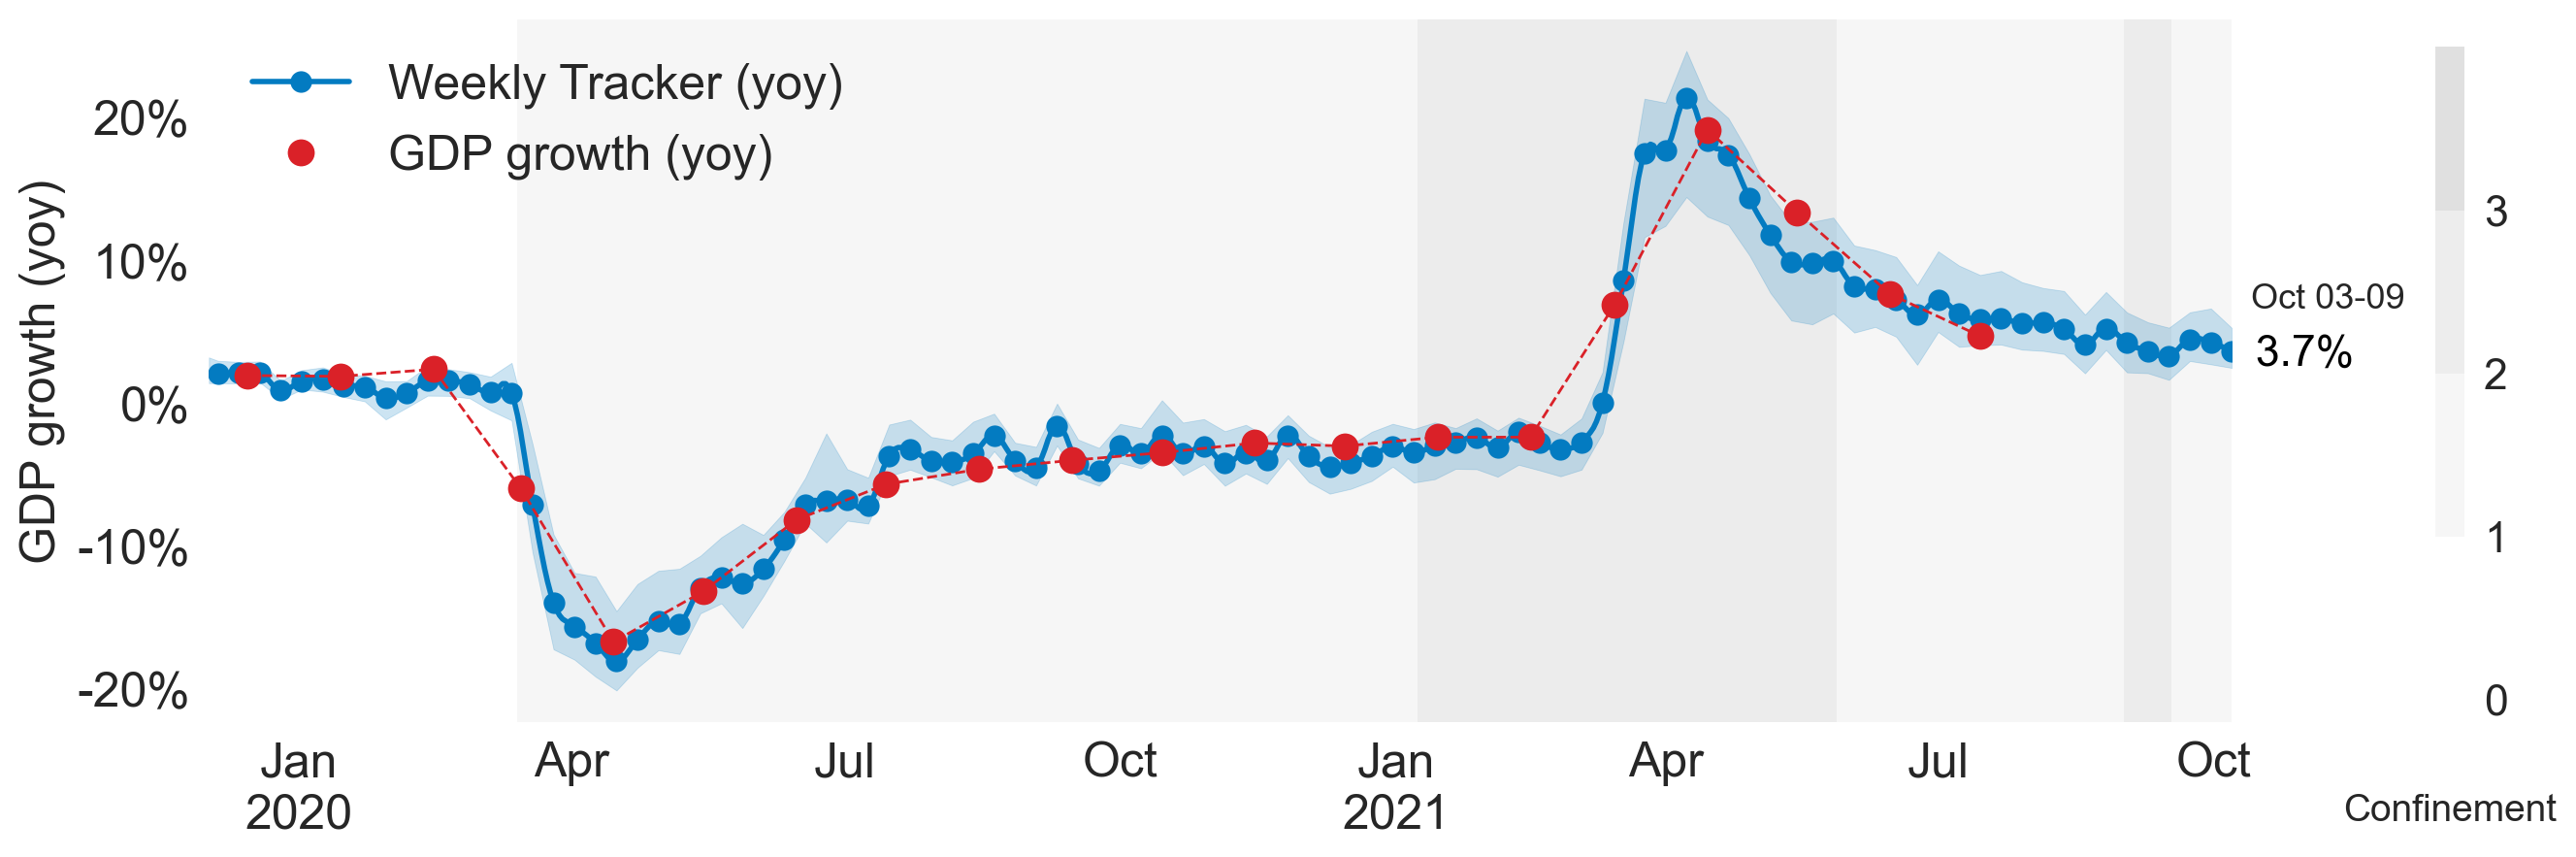 Weekly Tracker (yoy)
GDP growth (yoy)
GDP growth (yoy)
20%
10%
0%
-10%
-20%
Jan
2020
Apr
Jul
Oct
Jan
2021
Apr
Jul
Oct
Oct 03-09
3.7%
3
2
1
0
Confinement